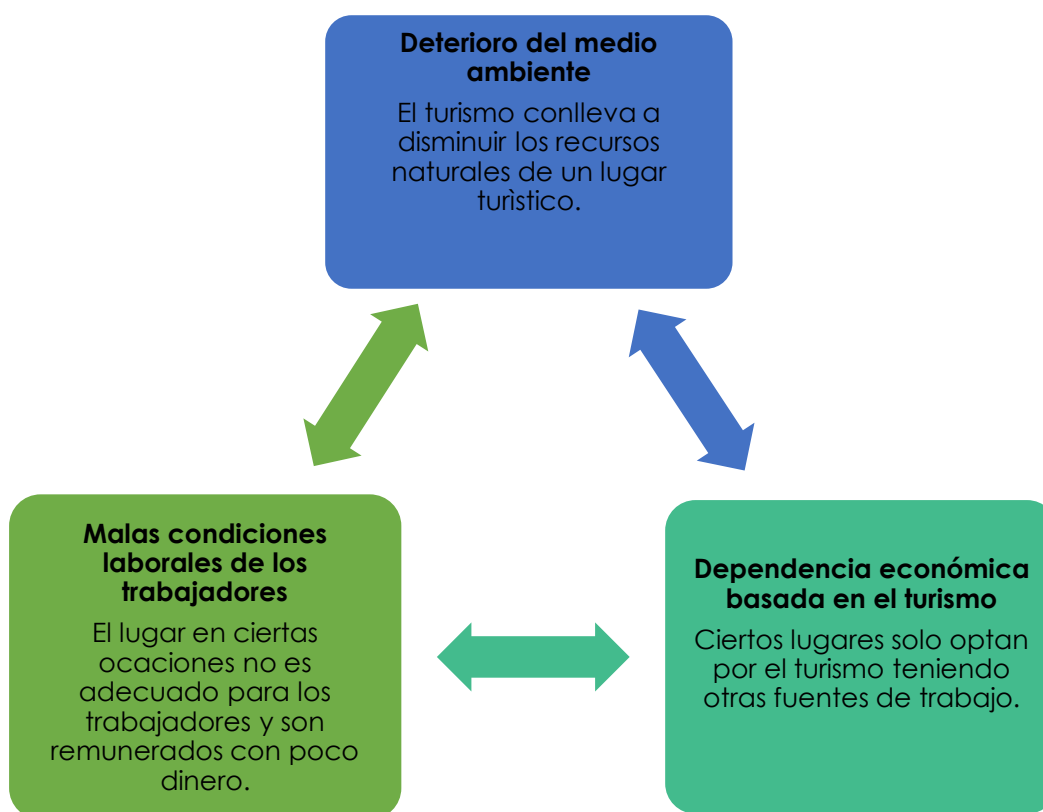 Deterioro del medio
ambiente
El turismo conlleva a
disminuir los recursos
naturales de un lugar
turìstico.
Malas condiciones
laborales de los
trabajadores
El lugar en ciertas
ocaciones no es
adecuado para los
trabajadores y son
remunerados con poco
dinero.
Dependencia económica
basada en el turismo
Ciertos lugares solo optan
por el turismo teniendo
otras fuentes de trabajo.